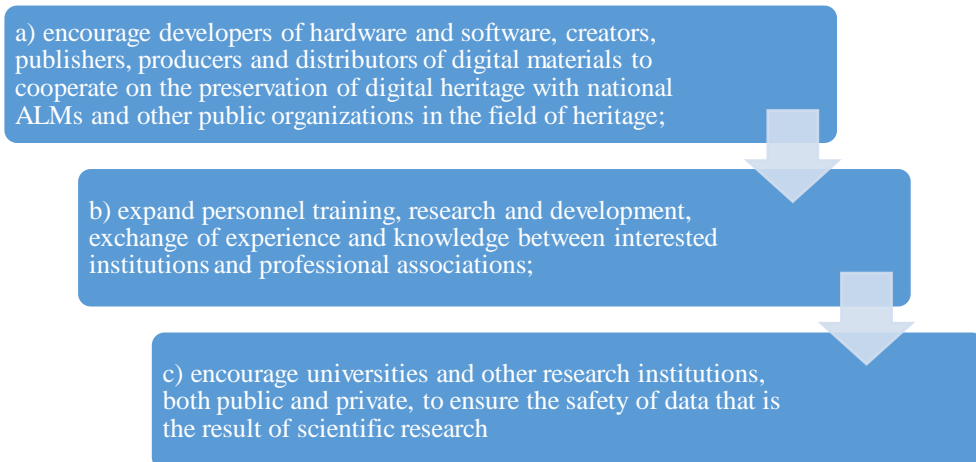 a) encourage developers of hardware and software, creators,
publishers, producers and distributors of digital materials to
cooperate on the preservation of digital heritage with national
ALMs and other public organizations in the field of heritage;
b) expand personnel training, research and development,
exchange of experience and knowledge between interested
institutions and professional associations;
c) encourage universities and other research institutions,
both public and private, to ensure the safety of data that is
the result of scientific research